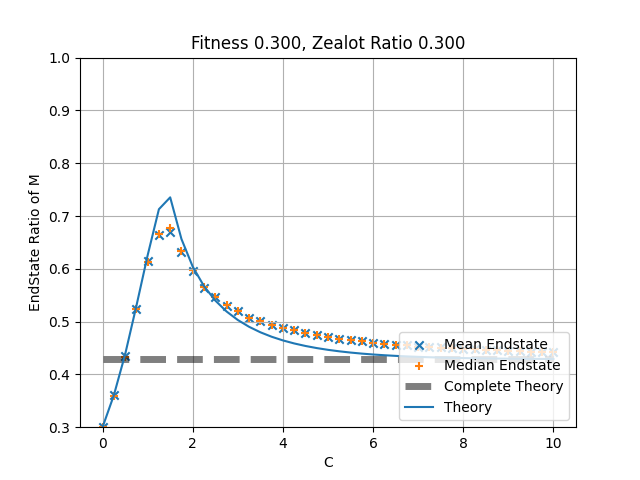 Fitness 0.300, Zealot Ratio 0.300
1.0
0.9
0.8
0.7
0.6
0.5
0.4
0.3
EndState Ratio of M
Mean Endstate
Median Endstate
Complete Theory
Theory
0 2 4 6 8 10
C